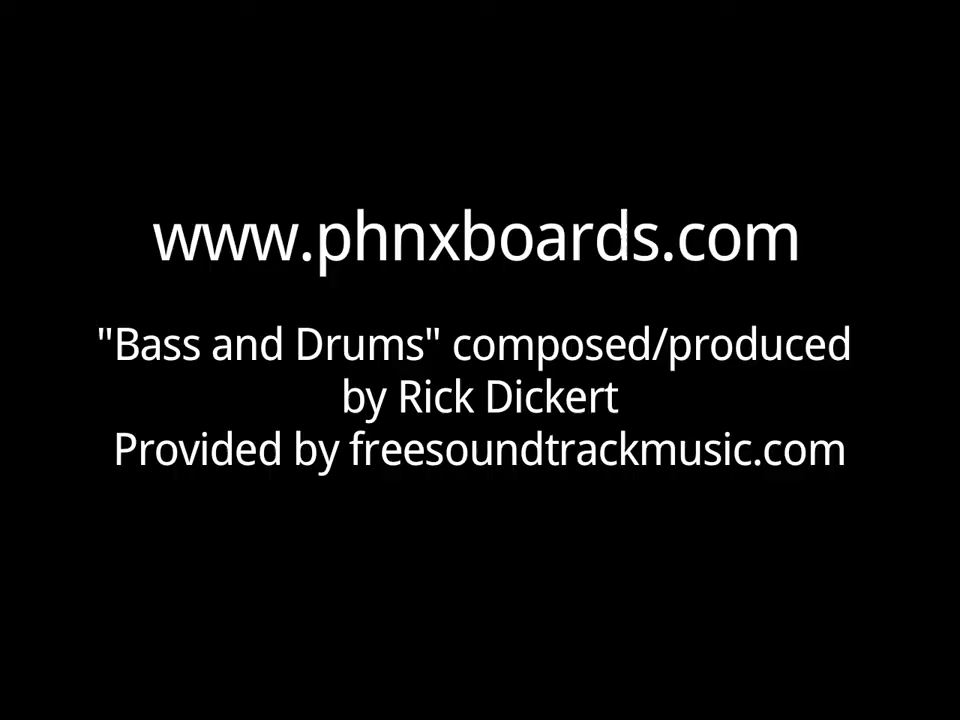 www.phnxboards.com
"Bass and Drums" composed/produced
by Rick Dickert
Provided by freesoundtrackmusic.com